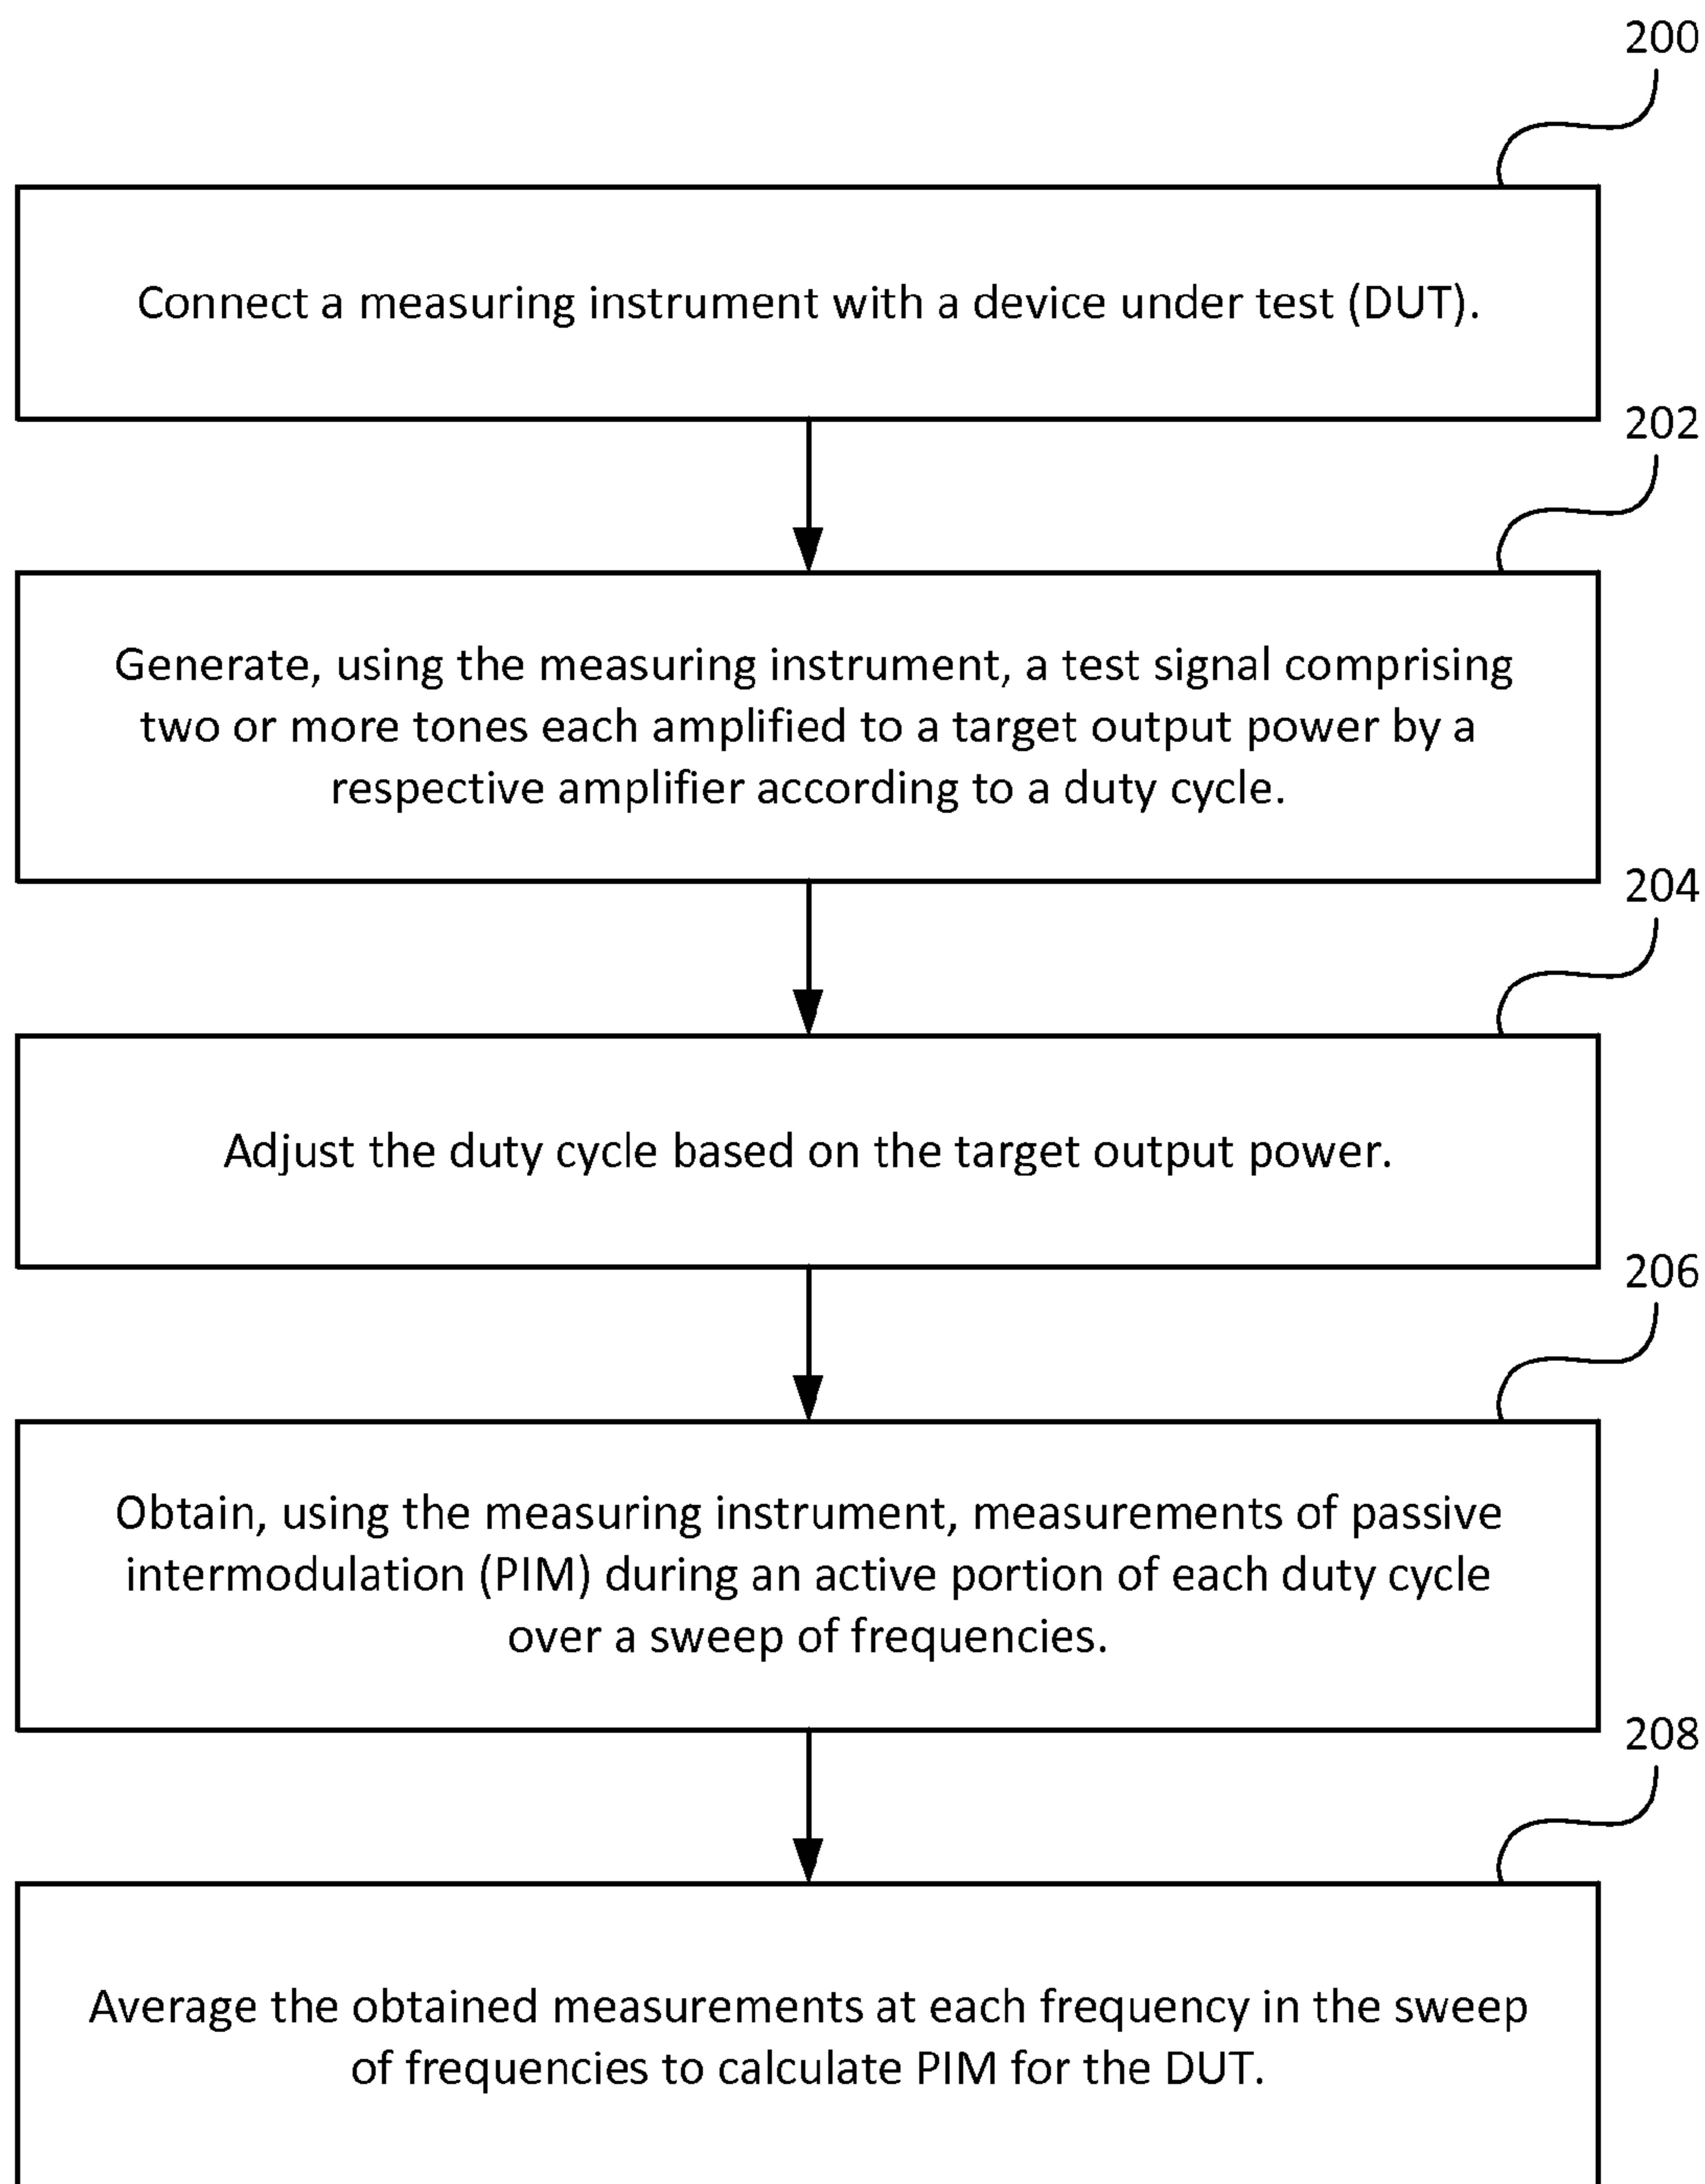 200
Connect a measuring instrument with a device under test (DUT).
202
Generate, using the measuring instrument, a test signal comprising
two or more tones each amplified to a target output power by a
respective amplifier according to a duty cycle.
204
Adjust the duty cycle based on the target output power.
206
Obtain, using the measuring instrument, measurements of passive
intermodulation (PIM) during an active portion of each duty cycle
over a sweep of frequencies.
208
Average the obtained measurements at each frequency in the sweep
of frequencies to calculate PIM for the DUT.